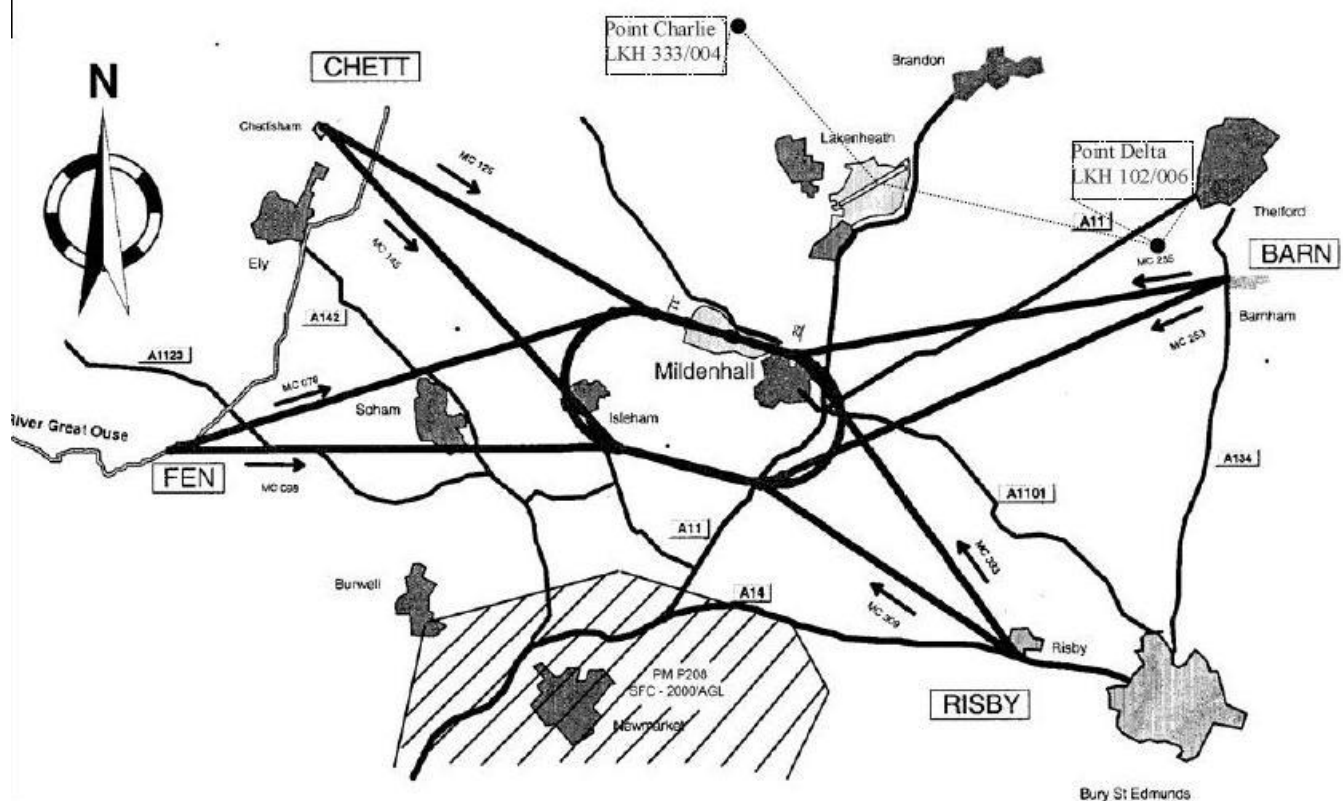 Point Charlie
LKH 333/004
CHETT
Brandon
N
Chettisham
MC 125
Lakenheath
Point Delta
LKH 102/006
A11
Thetford
MC 145
Ely
MC 265
BARN
A142
Barnham
MC 253
A1123
Mildenhall
MC 076
Soham
Isleham
River Great Ouse
FEN
MC 098
A134
A1101
A11
MC 333
Burwell
A14
MC 309
Risby
PM P208
SFC - 2000'AGL
RISBY
Newmarket
Bury St Edmunds